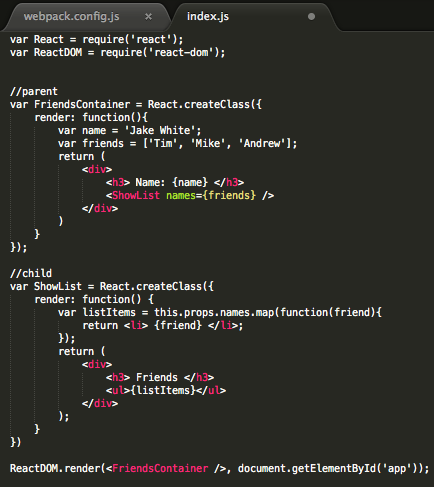 webpack.config.js × index.js
var React = require('react');
var ReactDOM = require('react-dom');
//parent
var FriendsContainer = React.createClass({
    render: function(){
        var name = 'Jake White';
        var friends = ['Tim', 'Mike', 'Andrew'];
        return (
            <div>
                <h3> Name: {name} </h3>
                <ShowList names={friends} />
            </div>
        )
    }
});
//child
var ShowList = React.createClass({
    render: function() {
        var listItems = this.props.names.map(function(friend){
            return <li> {friend} </li>;
        });
        return (
            <div>
                <h3> Friends </h3>
                <ul>{listItems}</ul>
            </div>
        );
    }
})
ReactDOM.render(<FriendsContainer />, document.getElementById('app'));